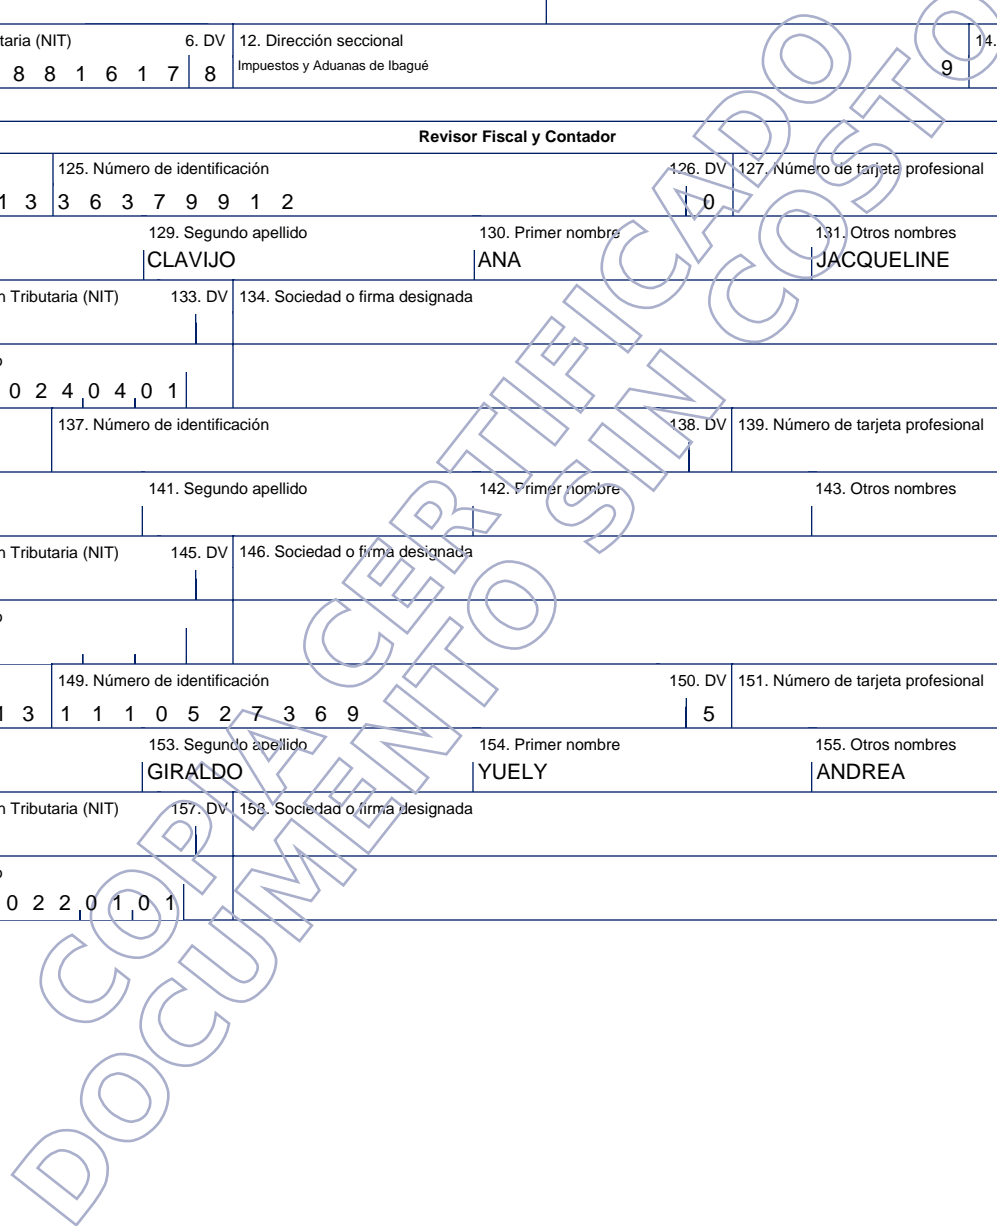 taria (NIT) 6. DV 12. Dirección seccional 14.
8 8 1 6 1 7 8 Impuestos y Aduanas de Ibagué 9
Revisor Fiscal y Contador
125. Número de identificación 126. DV 127. Número de tarjeta profesional
1 3 3 6 3 7 9 9 1 2 0
129. Segundo apellido 130. Primer nombre 131. Otros nombres
CLAVIJO ANA JACQUELINE
n Tributaria (NIT) 133. DV 134. Sociedad o firma designada
o
0 2 4 0 4 0 1
137. Número de identificación 138. DV 139. Número de tarjeta profesional
141. Segundo apellido 142. Primer nombre 143. Otros nombres
n Tributaria (NIT) 145. DV 146. Sociedad o firma designada
o
149. Número de identificación 150. DV 151. Número de tarjeta profesional
1 3 1 1 1 0 5 2 7 3 6 9 5
153. Segundo apellido 154. Primer nombre 155. Otros nombres
GIRALDO YUELY ANDREA
n Tributaria (NIT) 157. DV 158. Sociedad o firma designada
o
0 2 2 0 1 0 1
COPIA CERTIFICADO
DOCUMENTO SIN COSTO